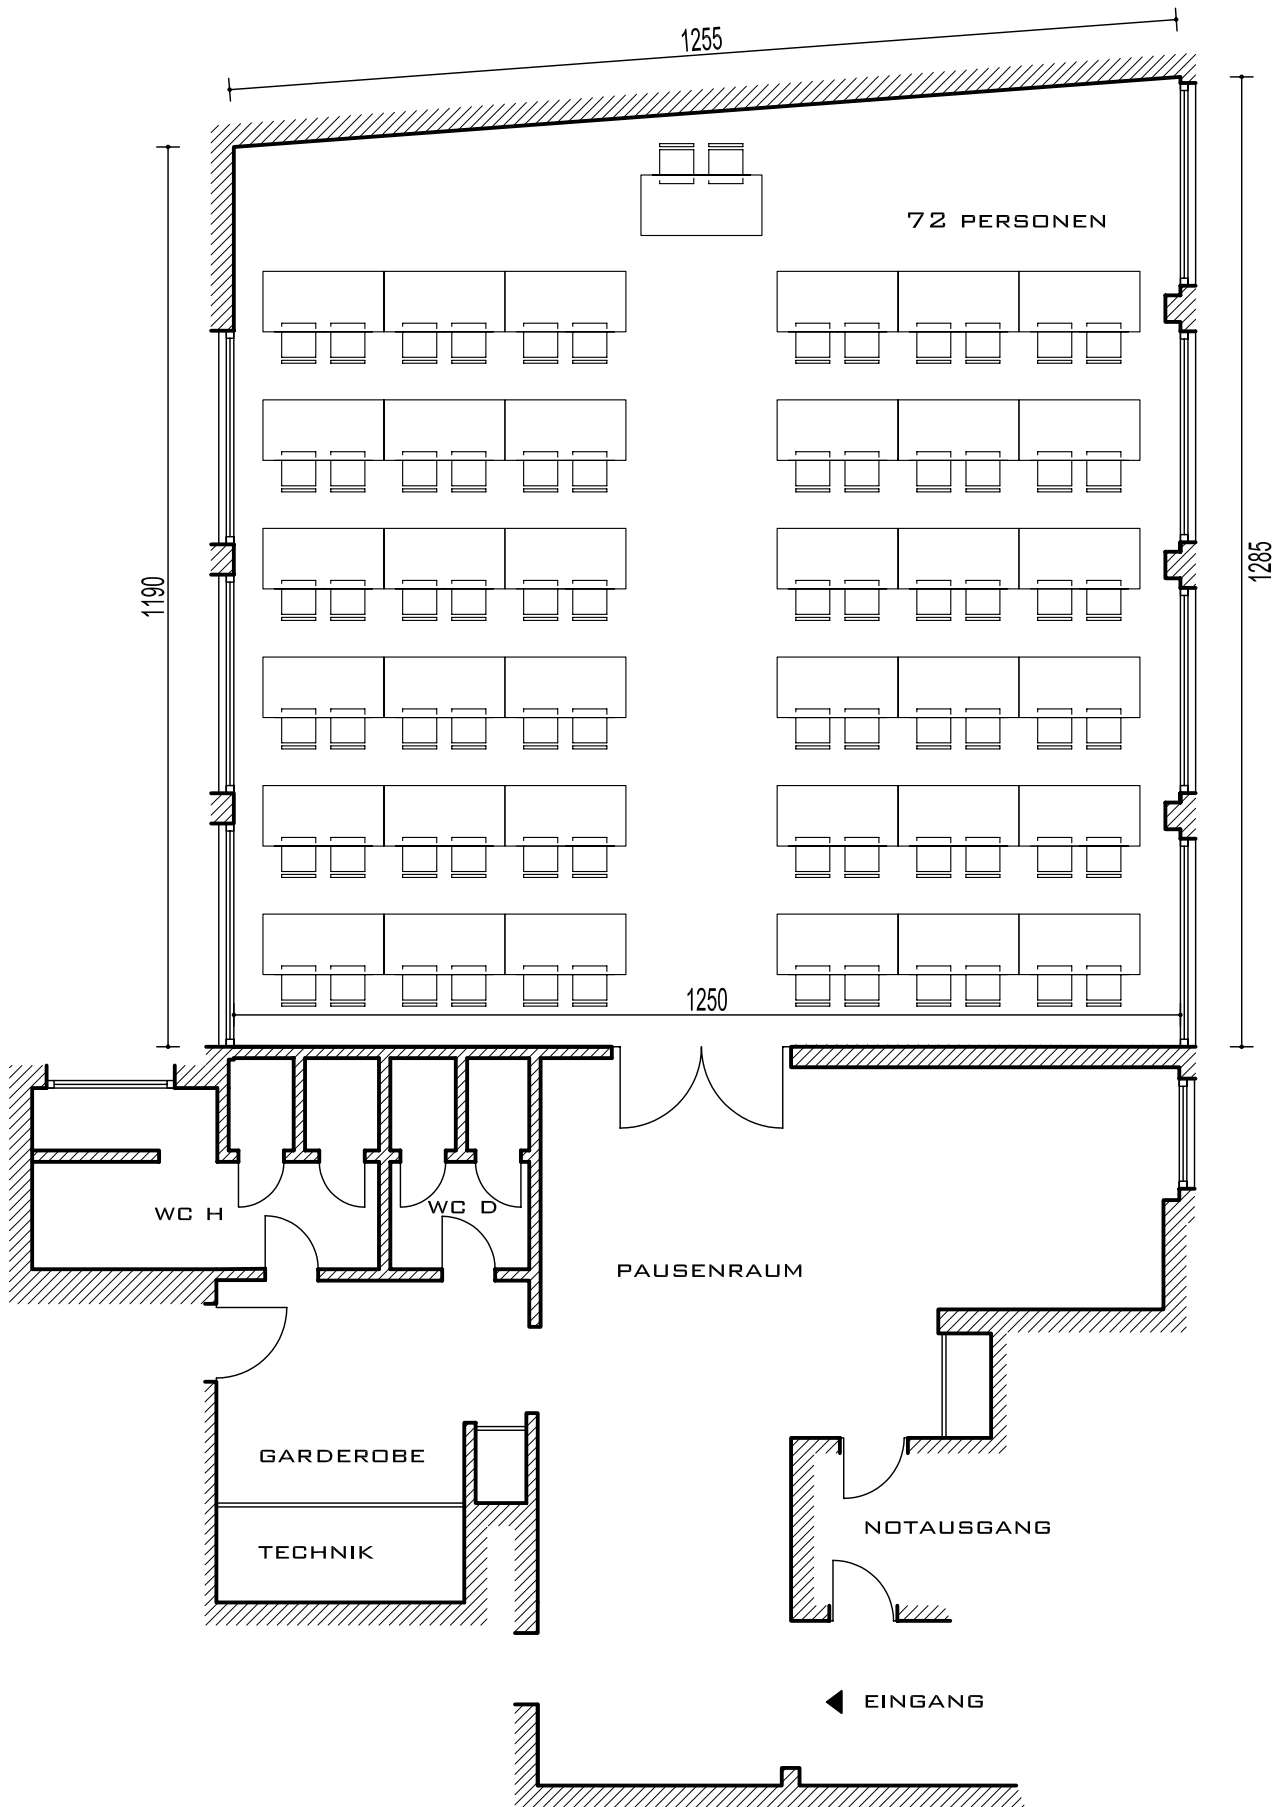 1255
72 PERSONEN
1190
1285
1250
WC H
WC D
PAUSENRAUM
GARDEROBE
NOTAUSGANG
TECHNIK
EINGANG